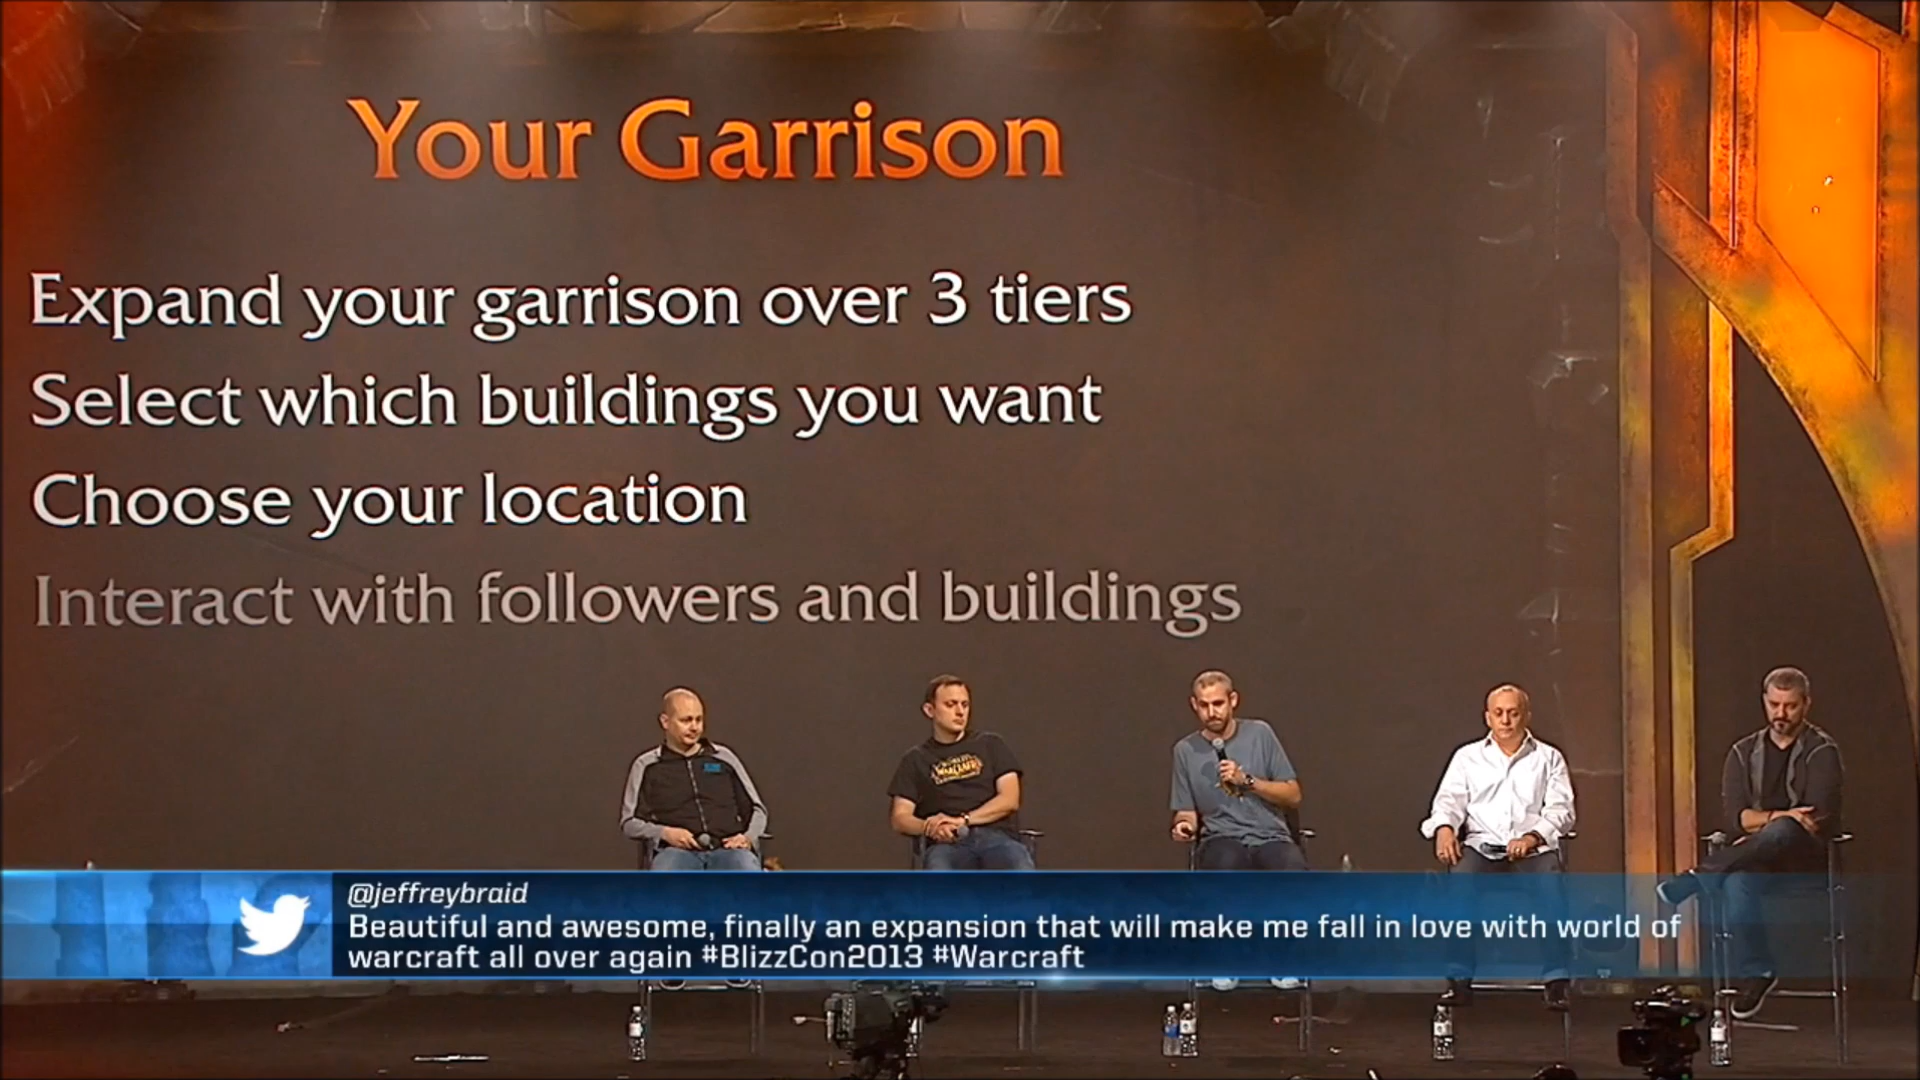 Your Garrison
Expand your garrison over 3 tiers
Select which buildings you want
Choose your location
Interact with followers and buildings
WARCRAFT
@jeffreybraid
Beautiful and awesome, finally an expansion that will make me fall in love with world of
warcraft all over again #BlizzCon2013 #Warcraft